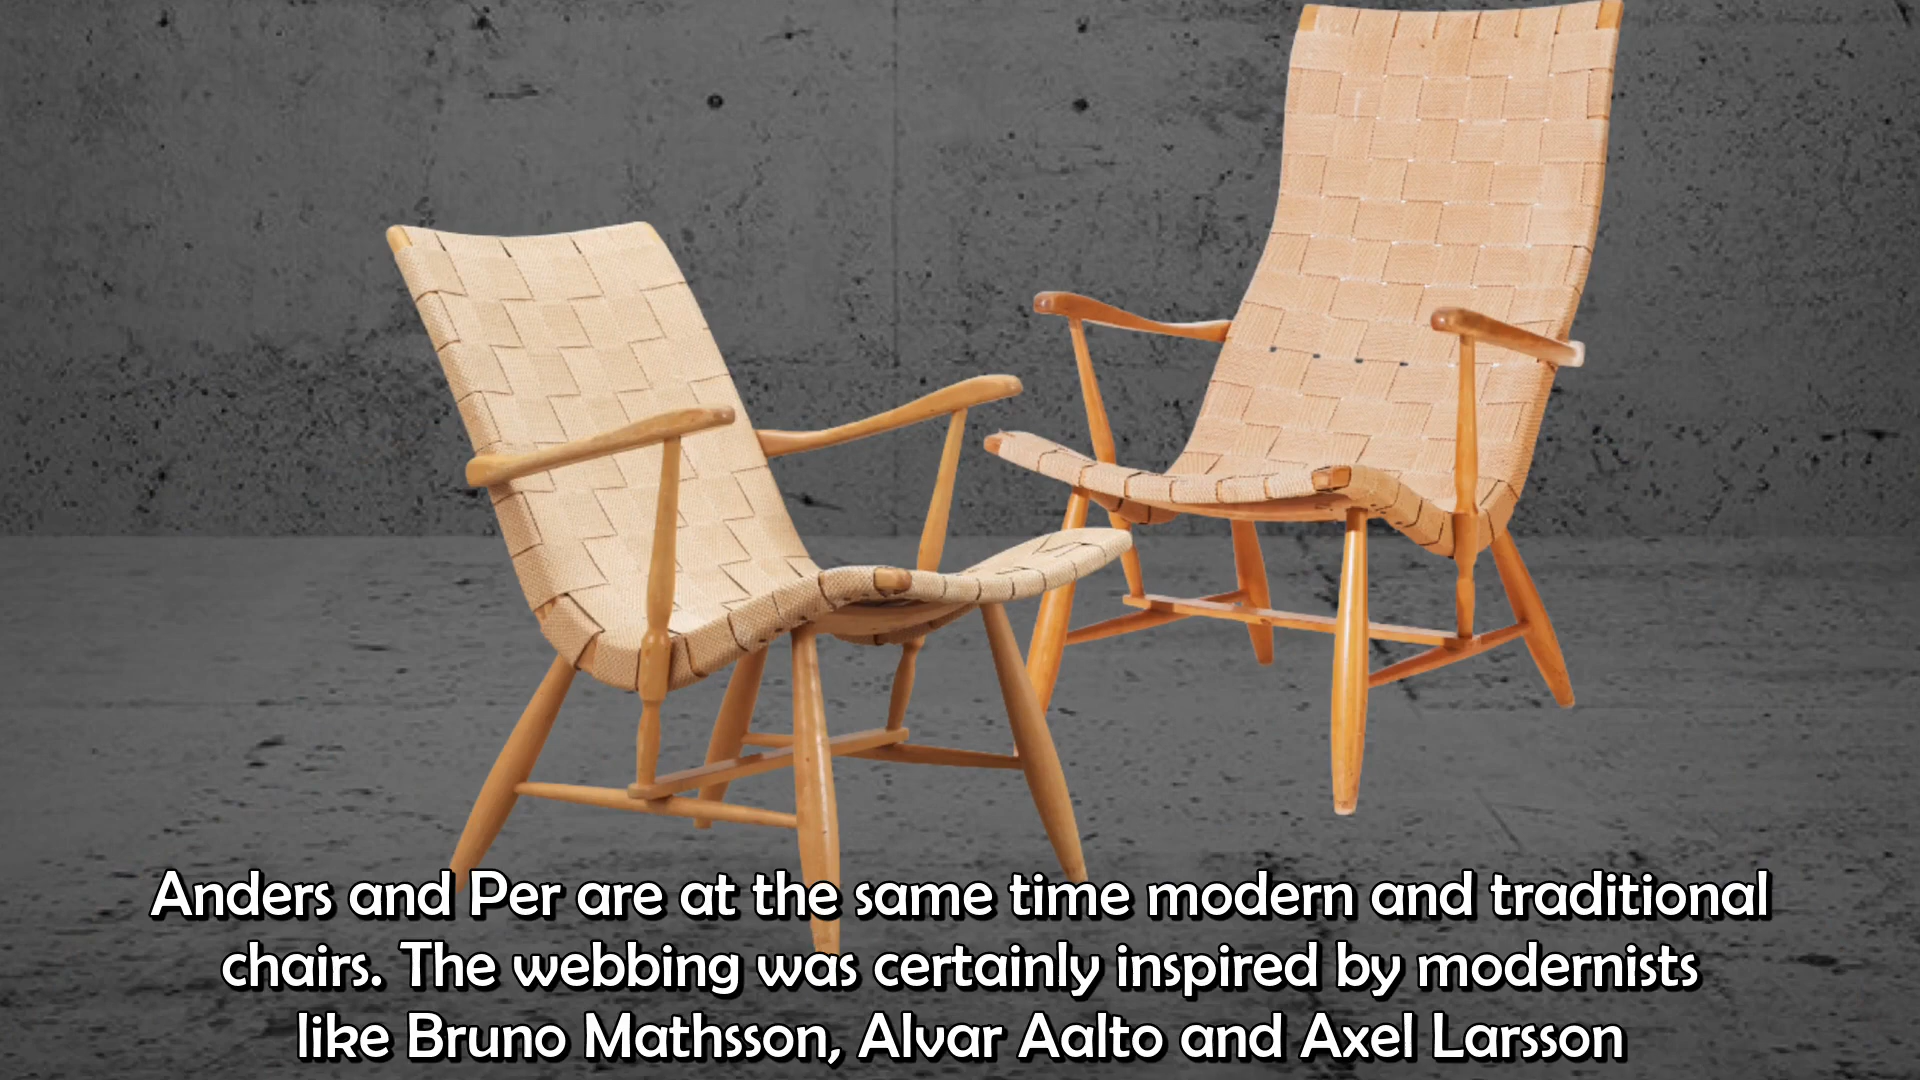 Anders and Per are at the same time modern and traditional
chairs. The webbing was certainly inspired by modernists
like Bruno Mathsson, Alvar Aalto and Axel Larsson